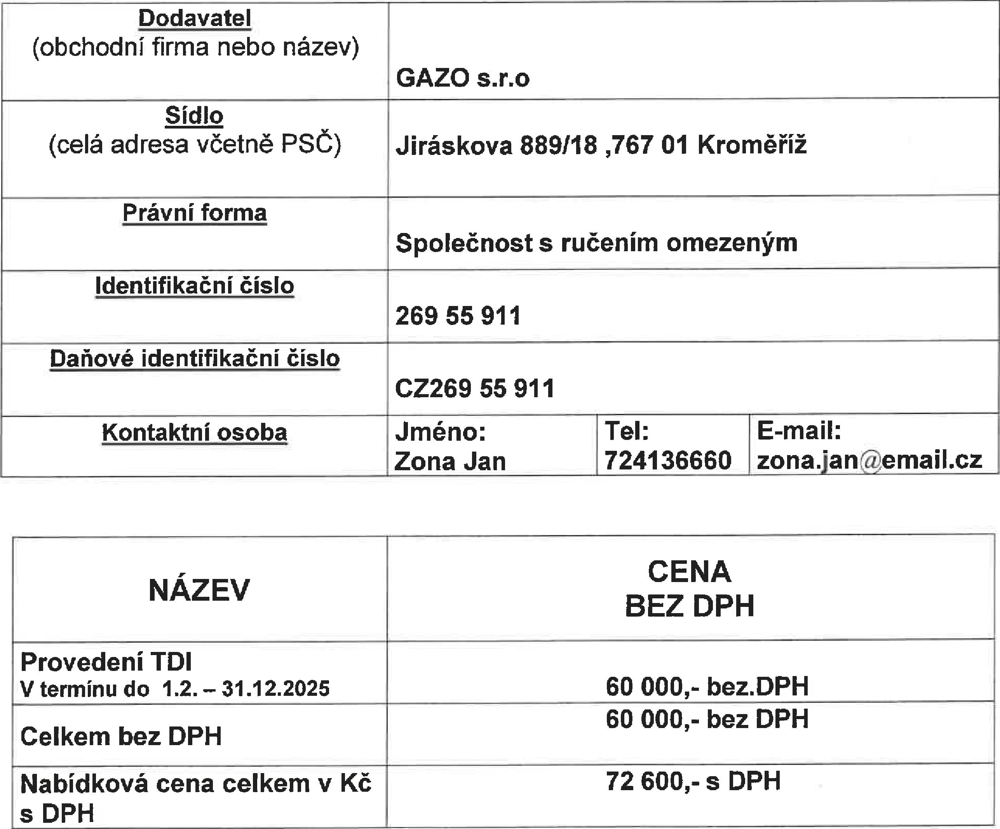 Dodavatel
(obchodní firma nebo název)
GAZO s.r.o
Sídlo
(celá adresa včetně PSČ)
Jiráskova 889/18 ,767 01 Kroměříž
Právní forma
Společnost s ručením omezeným
Identifikační číslo
269 55 911
Daňové identifikační číslo
CZ269 55 911
Kontaktní osoba
Jméno:
Zona Jan
Tel:
724136660
E-mail:
zona.jan@email.cz
NÁZEV
CENA
BEZ DPH
Provedení TDI
V termínu do 1.2. – 31.12.2025
60 000,- bez.DPH
Celkem bez DPH
60 000,- bez DPH
Nabídková cena celkem v Kč
s DPH
72 600,- s DPH